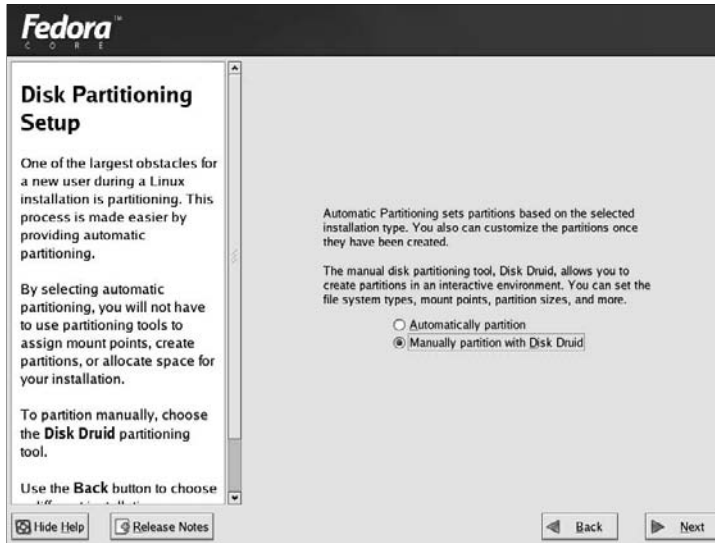 Fedora™
CORE
Disk Partitioning
Setup
One of the largest obstacles for
a new user during a Linux
installation is partitioning. This
process is made easier by
providing automatic
partitioning.
By selecting automatic
partitioning, you will not have
to use partitioning tools to
assign mount points, create
partitions, or allocate space for
your installation.
To partition manually, choose
the Disk Druid partitioning
tool.
Use the Back button to choose
Automatic Partitioning sets partitions based on the selected
installation type. You also can customize the partitions once
they have been created.
The manual disk partitioning tool, Disk Druid, allows you to
create partitions in an interactive environment. You can set the
file system types, mount points, partition sizes, and more.
Automatically partition
Manually partition with Disk Druid
Hide Help
Release Notes
Back
Next